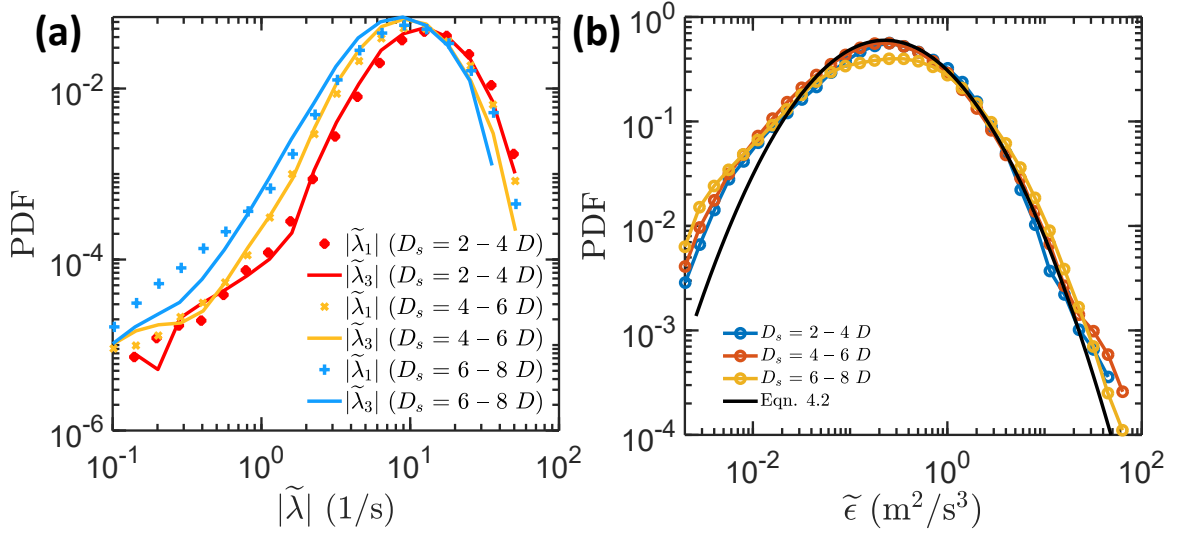 (a)
PDF
10^-2
10^-4
10^-6
10^-1
10^0
10^1
10^2
|λ̃| (1/s)
|λ̃₁| (D_s = 2 – 4 D)
|λ̃₃| (D_s = 2 – 4 D)
|λ̃₁| (D_s = 4 – 6 D)
|λ̃₃| (D_s = 4 – 6 D)
|λ̃₁| (D_s = 6 – 8 D)
|λ̃₃| (D_s = 6 – 8 D)
(b)
PDF
10^0
10^-1
10^-2
10^-3
10^-4
10^-2
10^0
10^2
ϵ̃ (m²/s³)
D_s = 2 – 4 D
D_s = 4 – 6 D
D_s = 6 – 8 D
Eqn. 4.2